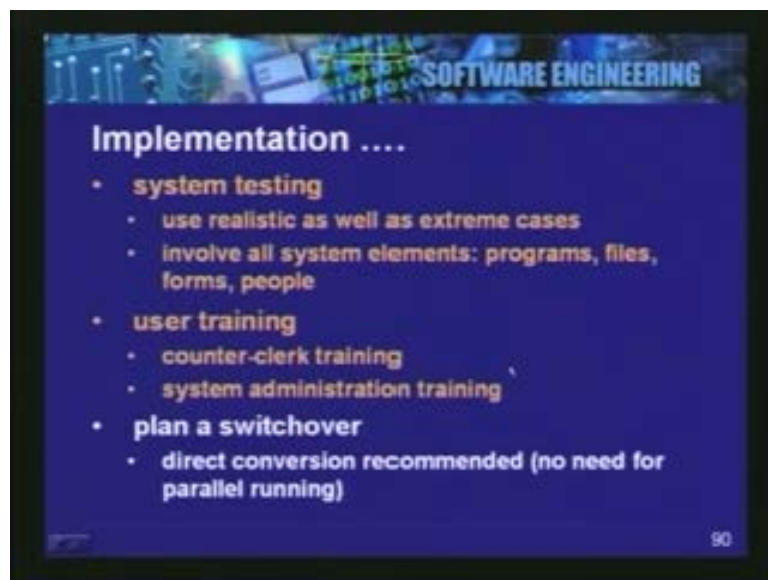 SOFTWARE ENGINEERING
Implementation ....
• system testing
• use realistic as well as extreme cases
• involve all system elements: programs, files,
forms, people
• user training
• counter-clerk training
• system administration training
• plan a switchover
• direct conversion recommended (no need for
parallel running)
90